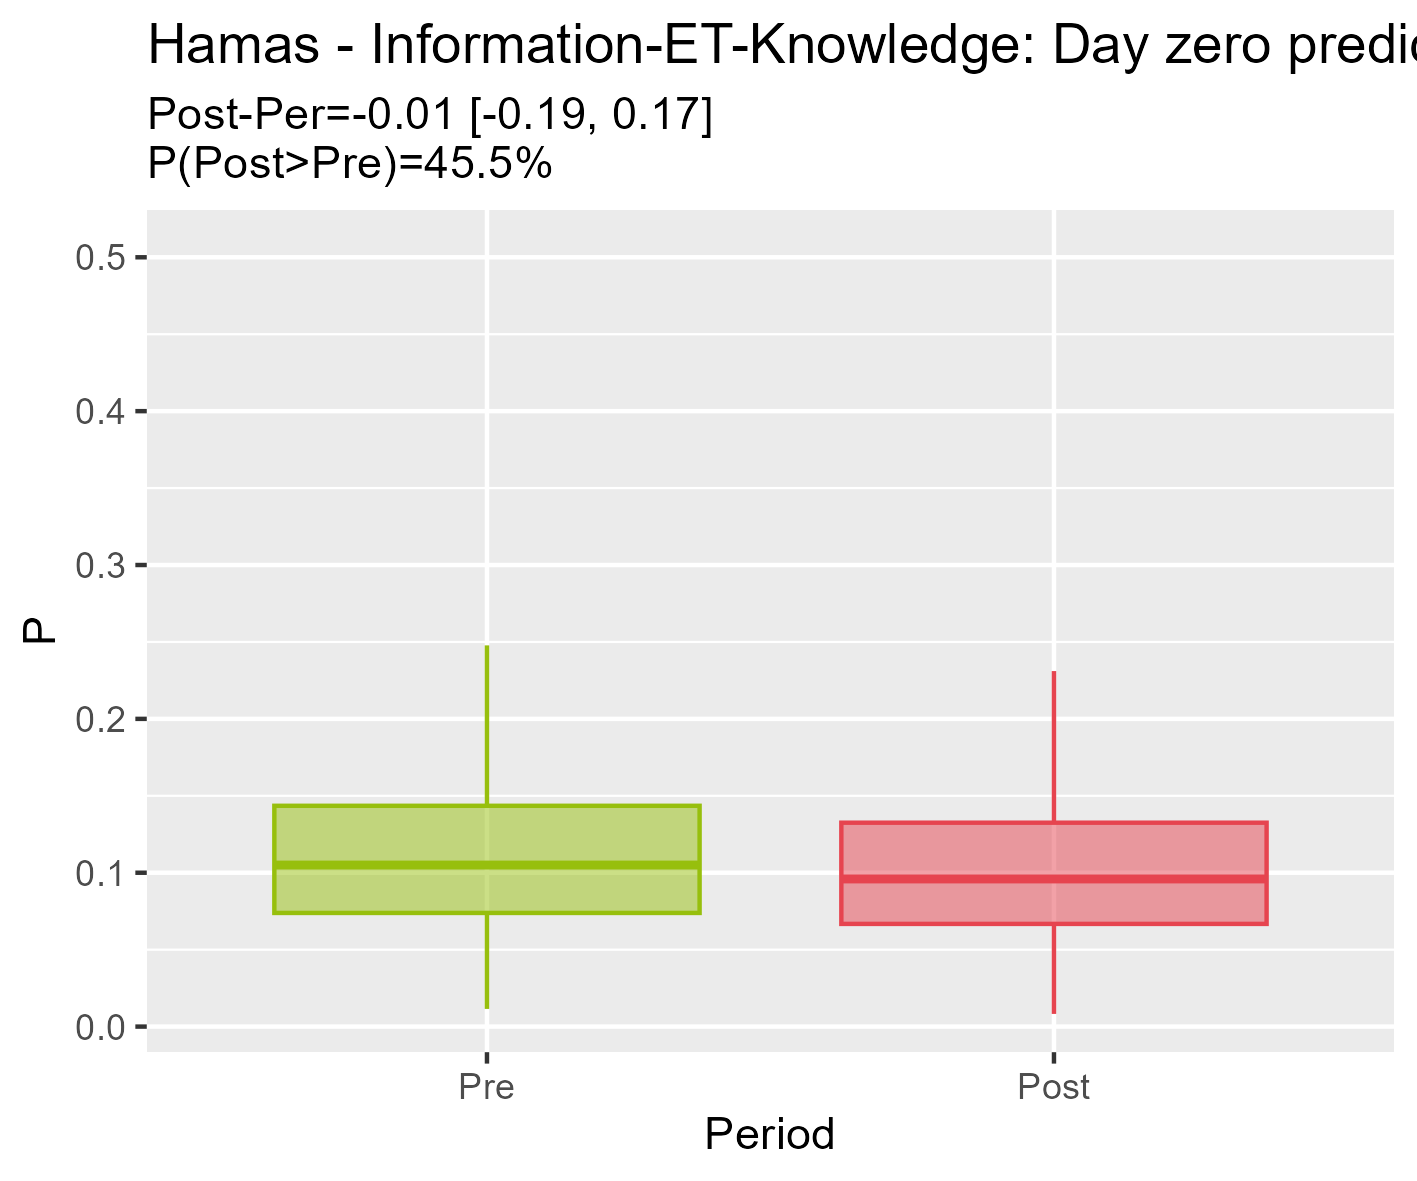 Hamas - Information-ET-Knowledge: Day zero
Post-Per=-0.01 [-0.19, 0.17]
P(Post>Pre)=45.5%
0.5
0.4
0.3
0.2
0.1
0.0
P
Pre Post
Period